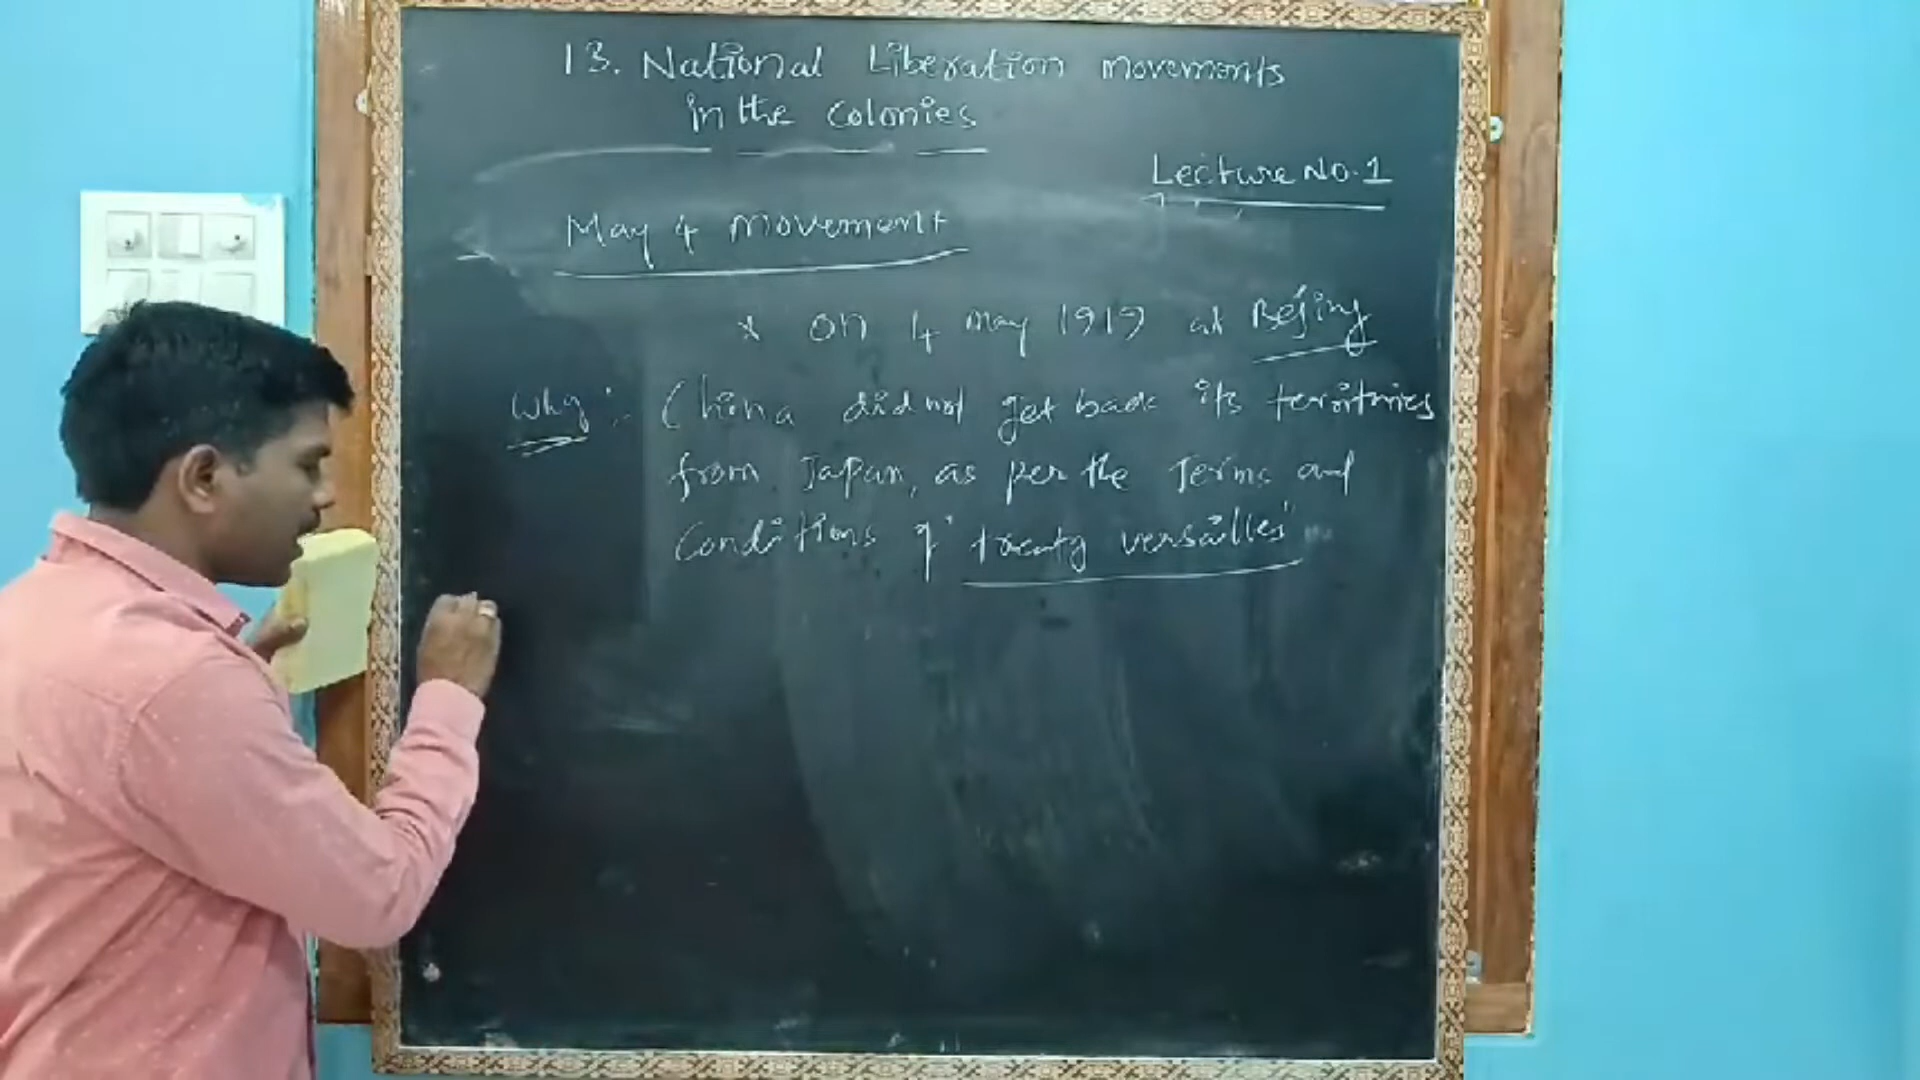 13. National Liberation movements
in the colonies
Lecture No. 1
May 4 movement
* on 4 may 1919 at Bejing
Why :- China did not get back its territories
from Japan, as per the terms and
Conditions of "treaty versailles"